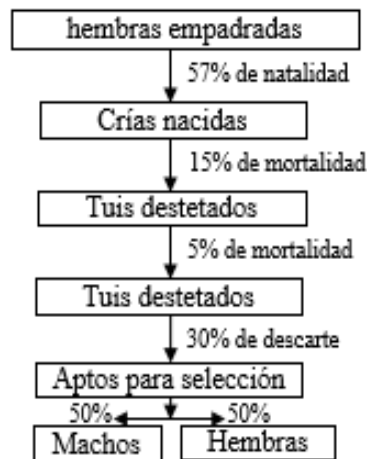 hembras empadradas
57% de natalidad
Crías nacidas
15% de mortalidad
Tuis destetados
5% de mortalidad
Tuis destetados
30% de descarte
Aptos para selección
50% 50%
Machos Hembras